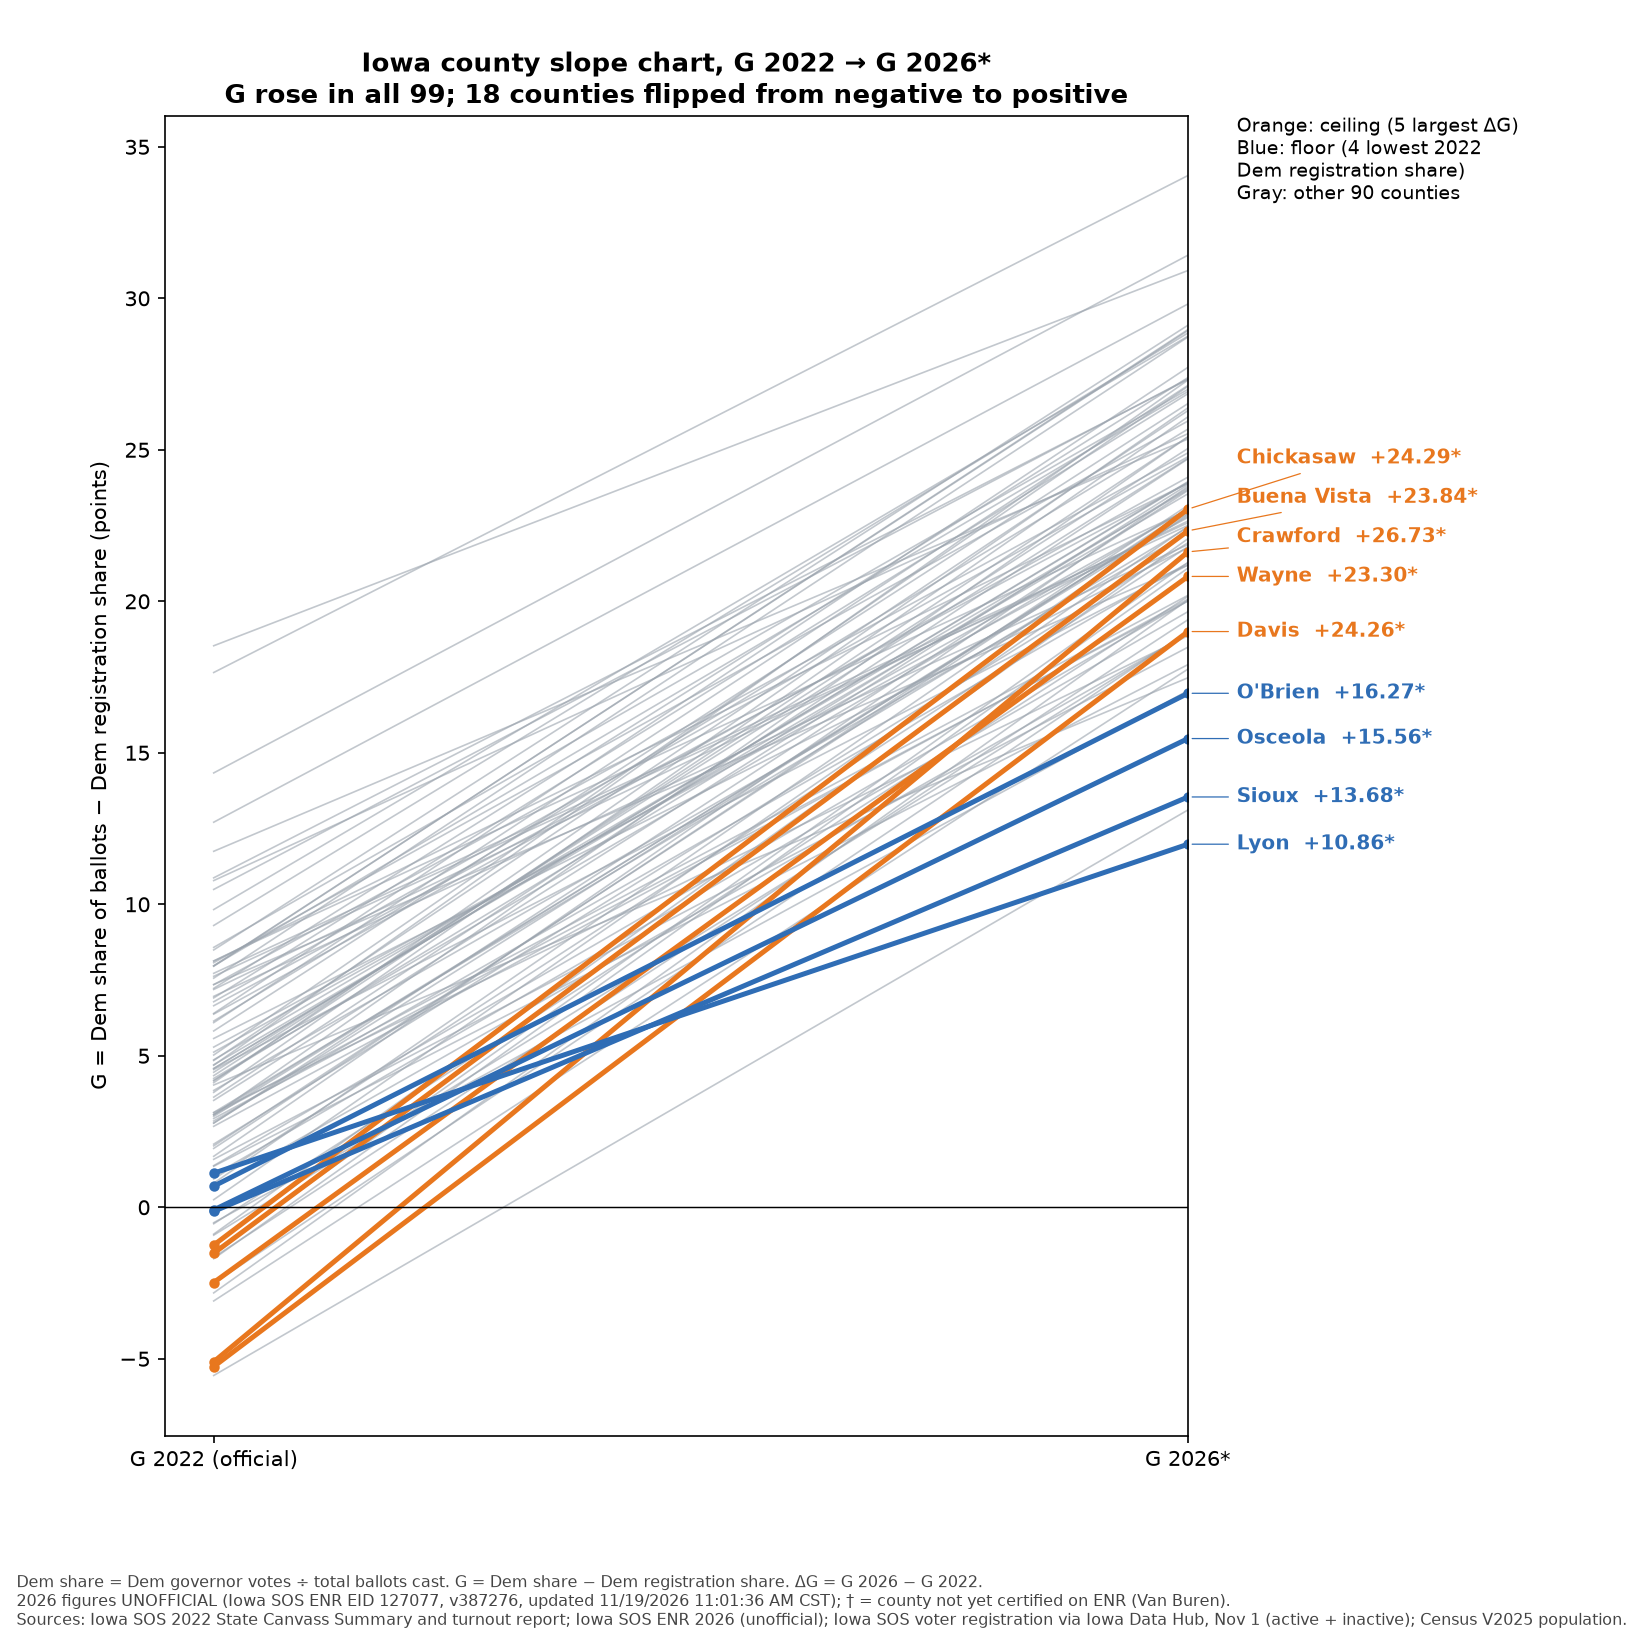 Iowa county slope chart, G 2022 → G 2026*
G rose in all 99; 18 counties flipped from negative to positive
Orange: ceiling (5 largest ΔG)
Blue: floor (4 lowest 2022
Dem registration share)
Gray: other 90 counties
G = Dem share of ballots − Dem registration share (points)
35
30
25
20
15
10
5
0
−5
Chickasaw +24.29*
Buena Vista +23.84*
Crawford +26.73*
Wayne +23.30*
Davis +24.26*
O'Brien +16.27*
Osceola +15.56*
Sioux +13.68*
Lyon +10.86*
G 2022 (official)
G 2026*
Dem share = Dem governor votes ÷ total ballots cast. G = Dem share − Dem registration share. ΔG = G 2026 − G 2022.
2026 figures UNOFFICIAL (Iowa SOS ENR EID 127077, v387276, updated 11/19/2026 11:01:36 AM CST); † = county not yet certified on ENR (Van Buren).
Sources: Iowa SOS 2022 State Canvass Summary and turnout report; Iowa SOS ENR 2026 (unofficial); Iowa SOS voter registration via Iowa Data Hub, Nov 1 (active + inactive); Census V2025 population.